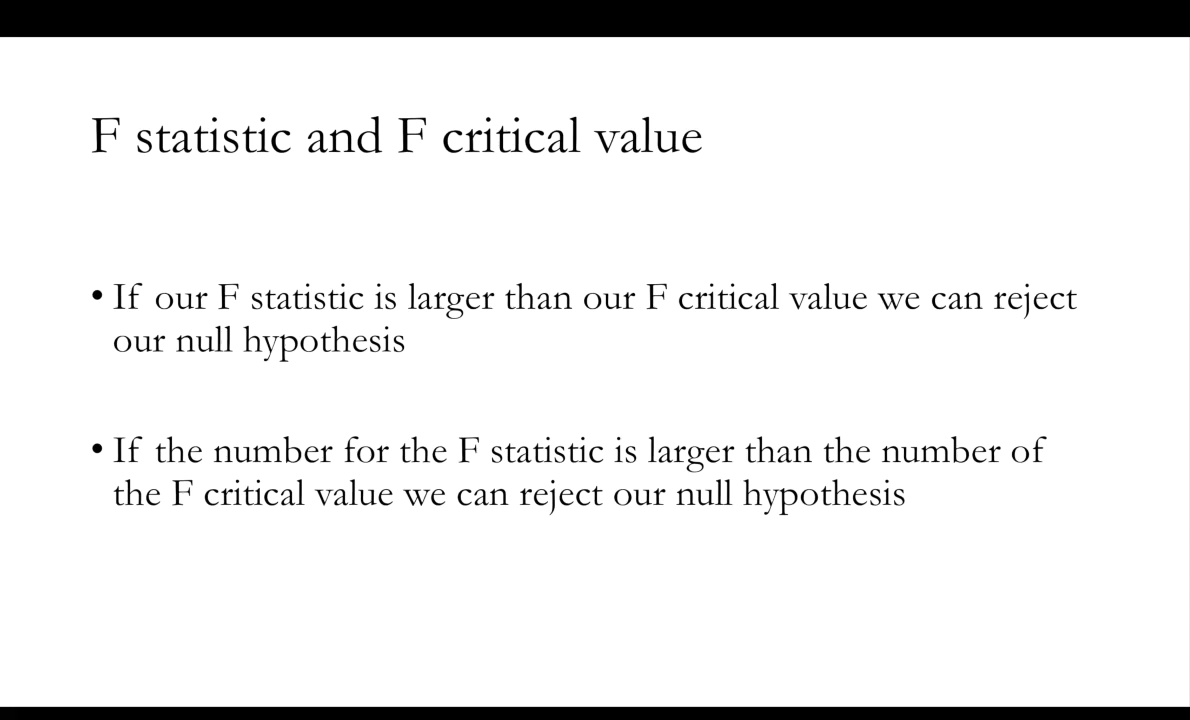 F statistic and F critical value
• If our F statistic is larger than our F critical value we can reject
our null hypothesis
• If the number for the F statistic is larger than the number of
the F critical value we can reject our null hypothesis